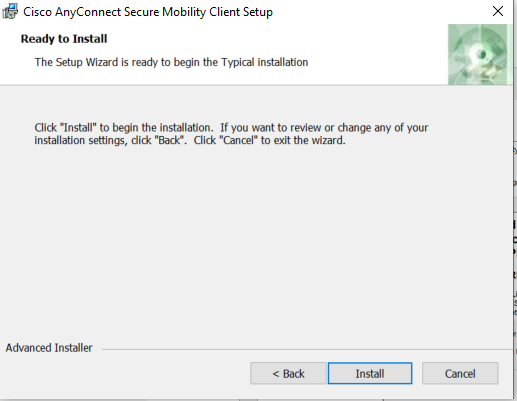 Cisco AnyConnect Secure Mobility Client Setup
Ready to Install
The Setup Wizard is ready to begin the Typical installation
Click "Install" to begin the installation.  If you want to review or change any of your
installation settings, click "Back".  Click "Cancel" to exit the wizard.
Advanced Installer
< Back
Install
Cancel